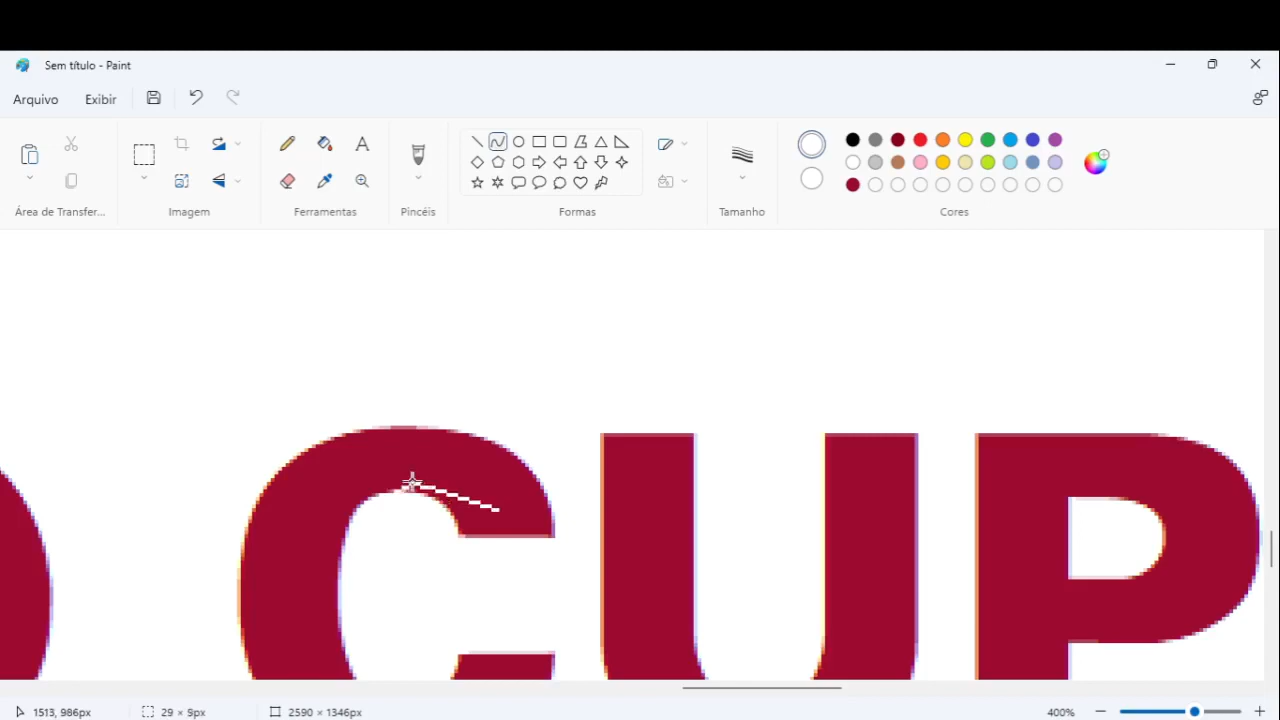 Sem título - Paint
Arquivo Exibir
Área de Transfer... Imagem Ferramentas Pincéis Formas Tamanho Cores
CUP
1513, 986px 29 × 9px 2590 × 1346px 400%